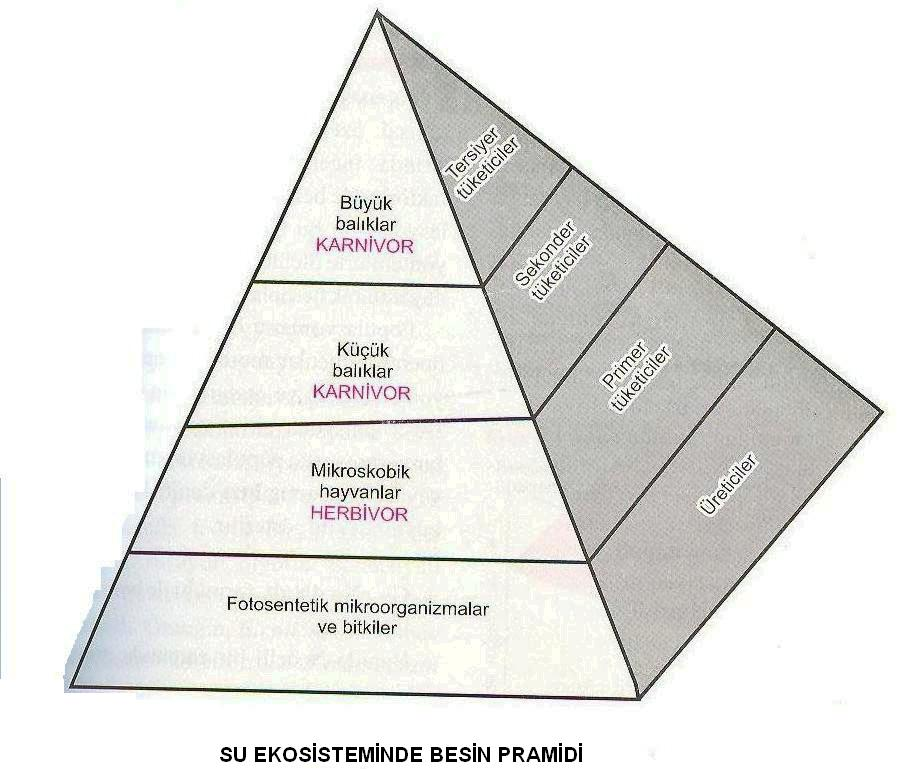 Büyük
balıklar
KARNİVOR
Tersiyer
tüketiciler
Küçük
balıklar
KARNİVOR
Sekonder
tüketiciler
Mikroskobik
hayvanlar
HERBİVOR
Primer
tüketiciler
Fotosentetik mikroorganizmalar
ve bitkiler
Üreticiler
SU EKOSİSTEMİNDE BESİN PRAMİDİ